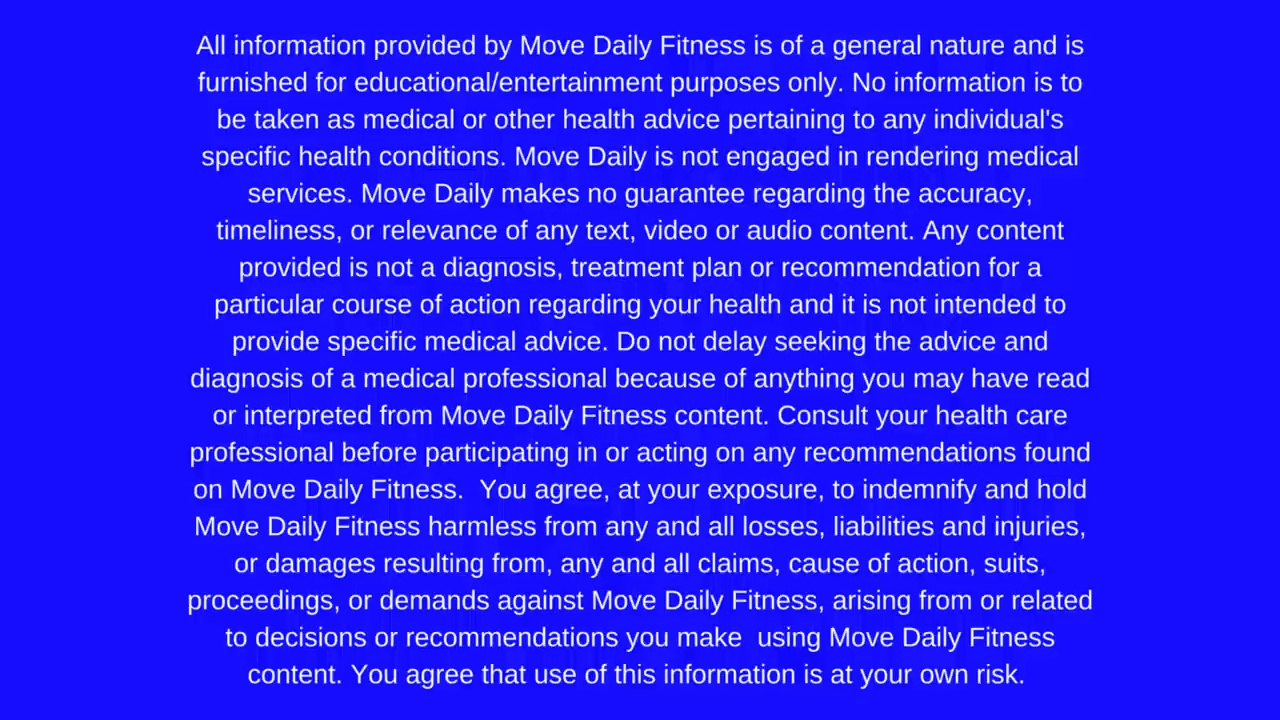 All information provided by Move Daily Fitness is of a general nature and is
furnished for educational/entertainment purposes only. No information is to
be taken as medical or other health advice pertaining to any individual's
specific health conditions. Move Daily is not engaged in rendering medical
services. Move Daily makes no guarantee regarding the accuracy,
timeliness, or relevance of any text, video or audio content. Any content
provided is not a diagnosis, treatment plan or recommendation for a
particular course of action regarding your health and it is not intended to
provide specific medical advice. Do not delay seeking the advice and
diagnosis of a medical professional because of anything you may have read
or interpreted from Move Daily Fitness content. Consult your health care
professional before participating in or acting on any recommendations found
on Move Daily Fitness.  You agree, at your exposure, to indemnify and hold
Move Daily Fitness harmless from any and all losses, liabilities and injuries,
or damages resulting from, any and all claims, cause of action, suits,
proceedings, or demands against Move Daily Fitness, arising from or related
to decisions or recommendations you make  using Move Daily Fitness
content. You agree that use of this information is at your own risk.